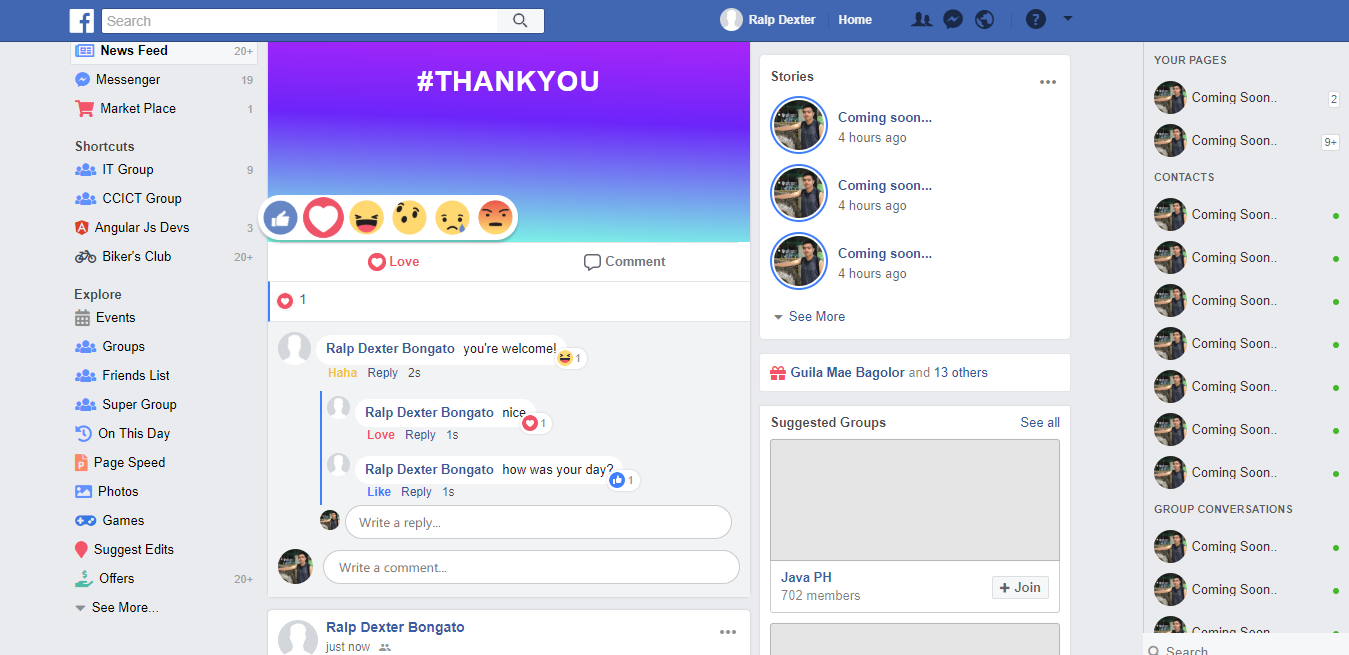 f
Search
Ralp Dexter
Home
?
News Feed 20+
Messenger 19
Market Place 1
Shortcuts
IT Group 9
CCICT Group
Angular Js Devs 3
Biker's Club 20+
Explore
Events
Groups
Friends List
Super Group
On This Day
Page Speed
Photos
Games
Suggest Edits
Offers 20+
See More...
#THANKYOU
Love
Comment
1
Ralp Dexter Bongato you're welcome! 1
Haha Reply 2s
Ralp Dexter Bongato nice 1
Love Reply 1s
Ralp Dexter Bongato how was your day? 1
Like Reply 1s
Write a reply...
Write a comment...
Ralp Dexter Bongato
just now
Stories
Coming soon...
4 hours ago
Coming soon...
4 hours ago
Coming soon...
4 hours ago
See More
Guila Mae Bagolor and 13 others
Suggested Groups See all
Java PH
702 members
+ Join
YOUR PAGES
Coming Soon.. 2
Coming Soon.. 9+
CONTACTS
Coming Soon..
Coming Soon..
Coming Soon..
Coming Soon..
Coming Soon..
Coming Soon..
Coming Soon..
GROUP CONVERSATIONS
Coming Soon..
Coming Soon..
Coming Soon..
Search